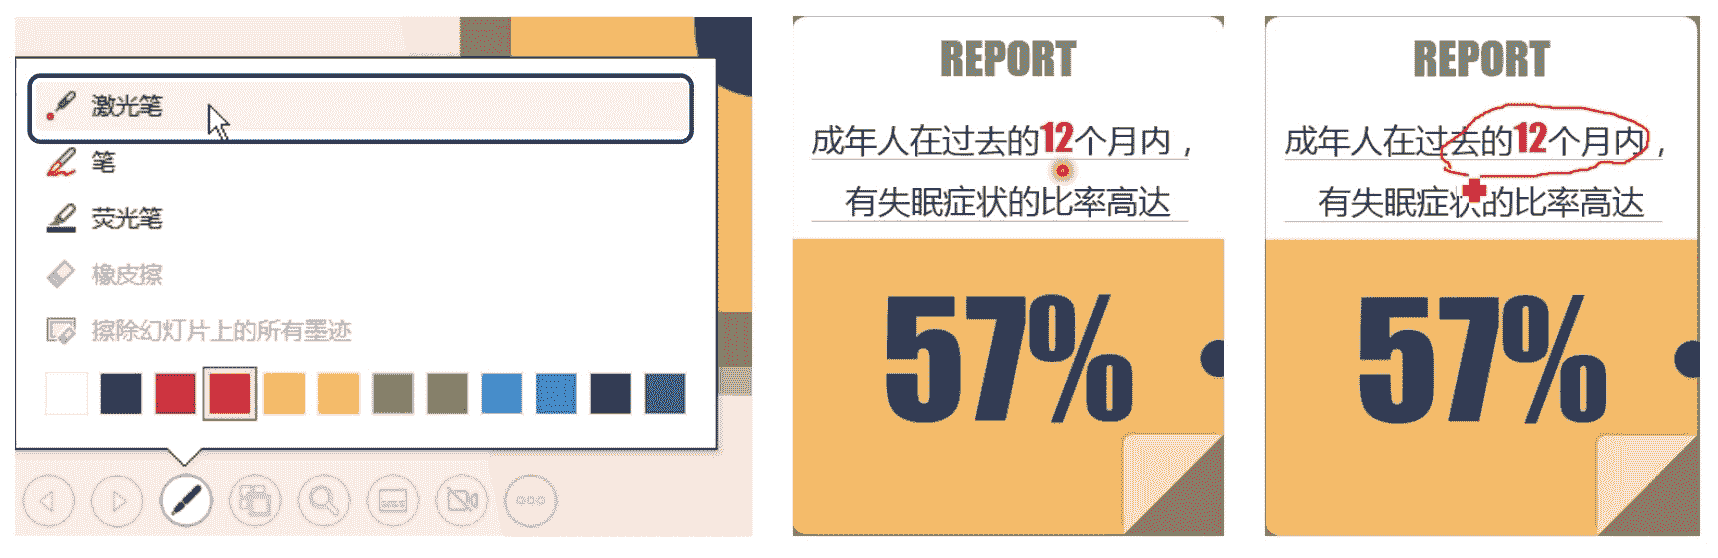 激光笔
笔
荧光笔
橡皮擦
擦除幻灯片上的所有墨迹
REPORT
成年人在过去的12个月内，
有失眠症状的比率高达
57%
REPORT
成年人在过去的12个月内，
有失眠症状的比率高达
57%